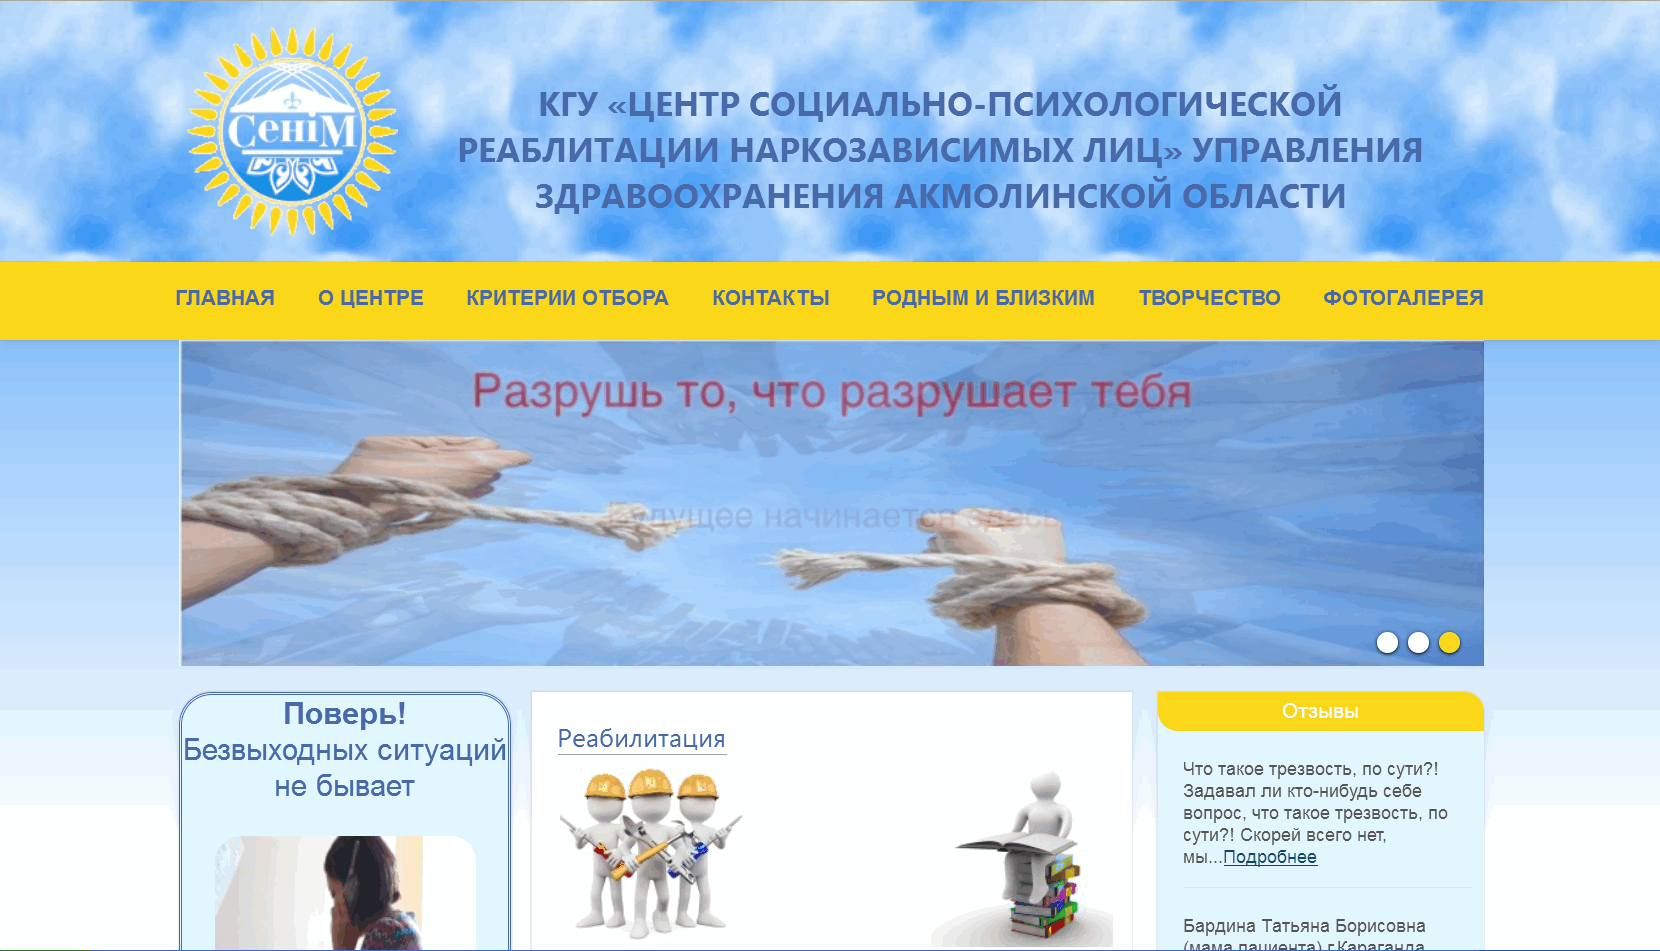 СенiМ
КГУ «ЦЕНТР СОЦИАЛЬНО-ПСИХОЛОГИЧЕСКОЙ
РЕАБЛИТАЦИИ НАРКОЗАВИСИМЫХ ЛИЦ» УПРАВЛЕНИЯ
ЗДРАВООХРАНЕНИЯ АКМОЛИНСКОЙ ОБЛАСТИ
ГЛАВНАЯ О ЦЕНТРЕ КРИТЕРИИ ОТБОРА КОНТАКТЫ РОДНЫМ И БЛИЗКИМ ТВОРЧЕСТВО ФОТОГАЛЕРЕЯ
Разрушь то, что разрушает тебя
Будущее начинается здесь
Поверь!
Безвыходных ситуаций
не бывает
Реабилитация
Отзывы
Что такое трезвость, по сути?!
Задавал ли кто-нибудь себе
вопрос, что такое трезвость, по
сути?! Скорей всего нет,
мы...Подробнее
Бардина Татьяна Борисовна
(мама пациента) г.Караганда